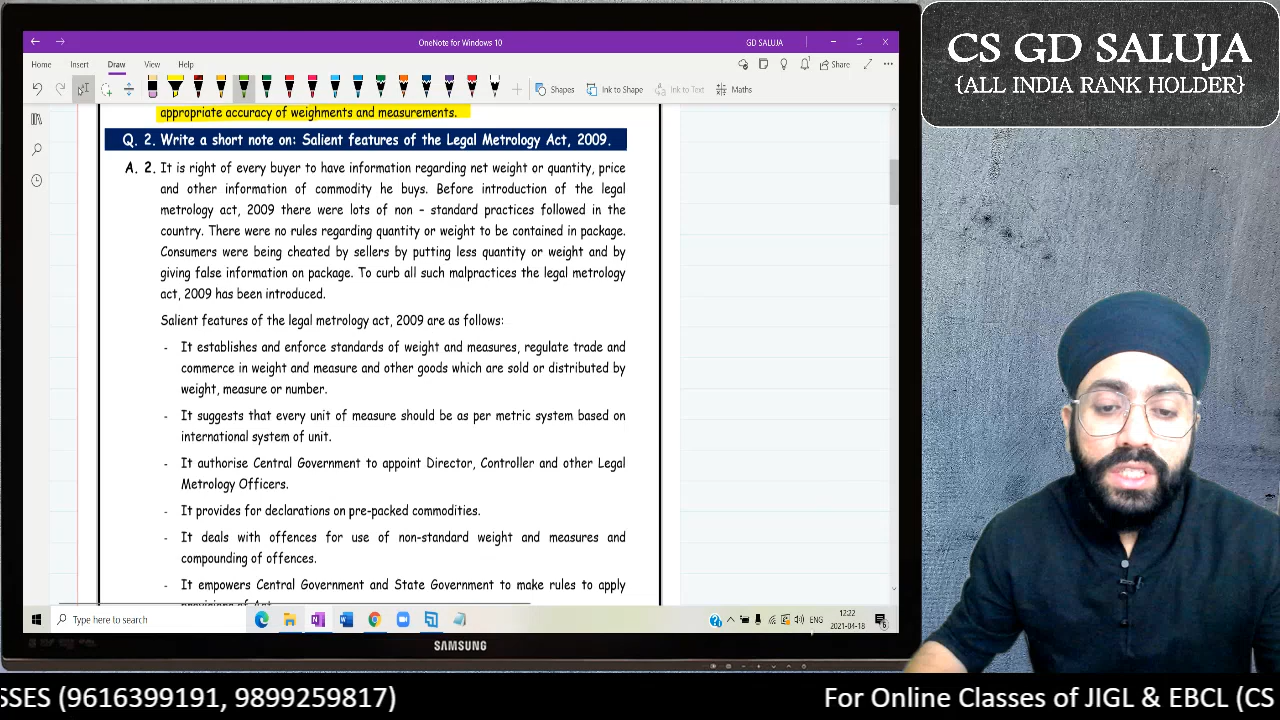 CS GD SALUJA
{ALL INDIA RANK HOLDER}
OneNote for Windows 10
GD SALUJA
Home Insert Draw View Help
Share
Shapes Ink to Shape Ink to Text Maths
appropriate accuracy of weighments and measurements.
Q. 2. Write a short note on: Salient features of the Legal Metrology Act, 2009.
A. 2. It is right of every buyer to have information regarding net weight or quantity, price
and other information of commodity he buys. Before introduction of the legal
metrology act, 2009 there were lots of non – standard practices followed in the
country. There were no rules regarding quantity or weight to be contained in package.
Consumers were being cheated by sellers by putting less quantity or weight and by
giving false information on package. To curb all such malpractices the legal metrology
act, 2009 has been introduced.
Salient features of the legal metrology act, 2009 are as follows:
- It establishes and enforce standards of weight and measures, regulate trade and
commerce in weight and measure and other goods which are sold or distributed by
weight, measure or number.
- It suggests that every unit of measure should be as per metric system based on
international system of unit.
- It authorise Central Government to appoint Director, Controller and other Legal
Metrology Officers.
- It provides for declarations on pre-packed commodities.
- It deals with offences for use of non-standard weight and measures and
compounding of offences.
- It empowers Central Government and State Government to make rules to apply
provisions of Act.
Type here to search
ENG
12:22
2021-04-18
SAMSUNG
SSES (9616399191, 9899259817)
For Online Classes of JIGL & EBCL (CS